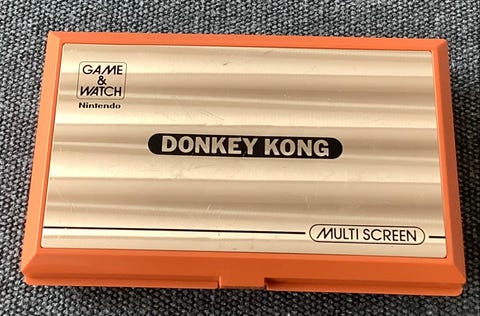 GAME
&
WATCH
Nintendo
DONKEY KONG
MULTI SCREEN